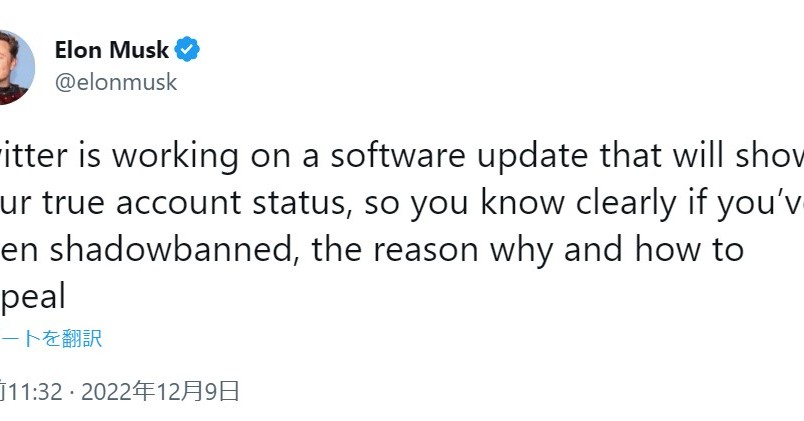 Elon Musk
@elonmusk
itter is working on a software update that will show
ur true account status, so you know clearly if you'v
en shadowbanned, the reason why and how to
peal
ートを翻訳
前11:32 · 2022年12月9日